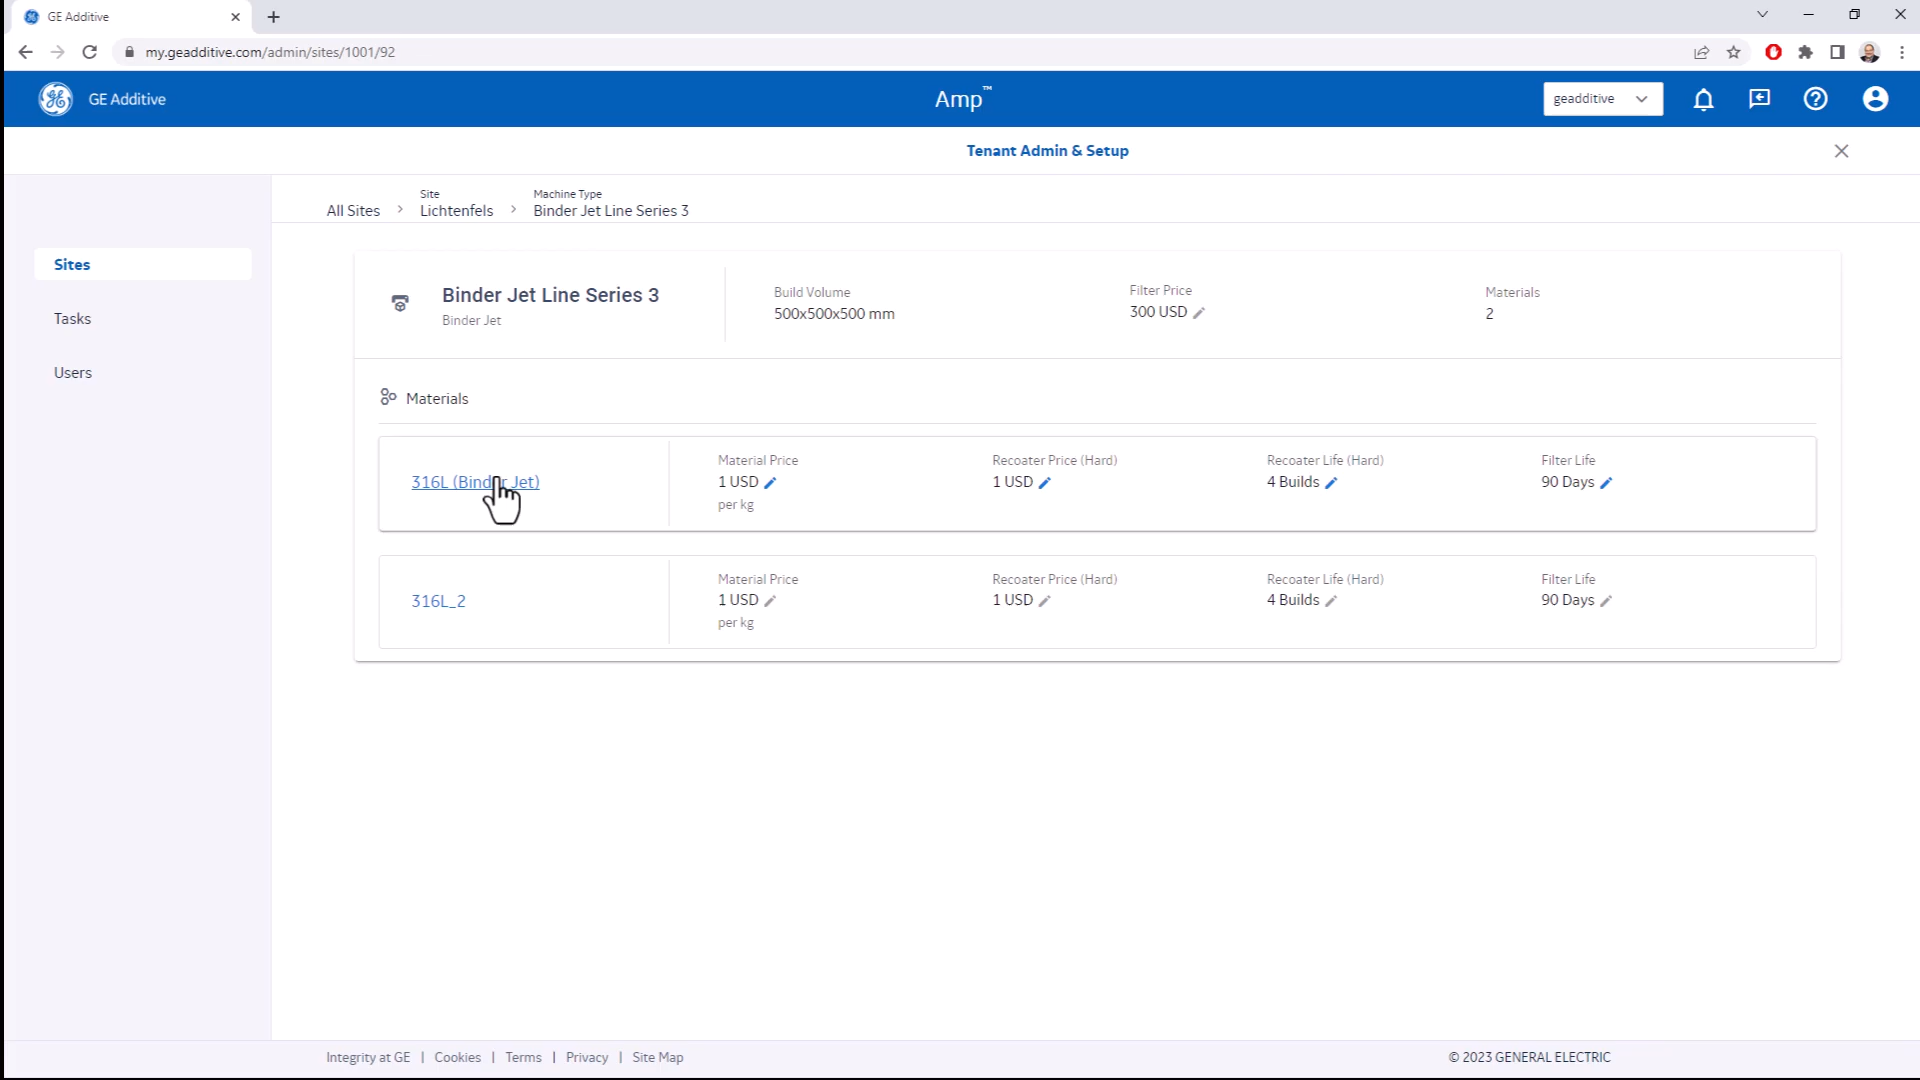 GE Additive
my.geadditive.com/admin/sites/1001/92
GE Additive
Amp™
geadditive
Tenant Admin & Setup
All Sites > Site Lichtenfels > Machine Type Binder Jet Line Series 3
Sites
Tasks
Users
Binder Jet Line Series 3
Binder Jet
Build Volume
500x500x500 mm
Filter Price
300 USD
Materials
2
Materials
316L (Binder Jet)
Material Price
1 USD
per kg
Recoater Price (Hard)
1 USD
Recoater Life (Hard)
4 Builds
Filter Life
90 Days
316L_2
Material Price
1 USD
per kg
Recoater Price (Hard)
1 USD
Recoater Life (Hard)
4 Builds
Filter Life
90 Days
Integrity at GE | Cookies | Terms | Privacy | Site Map
© 2023 GENERAL ELECTRIC